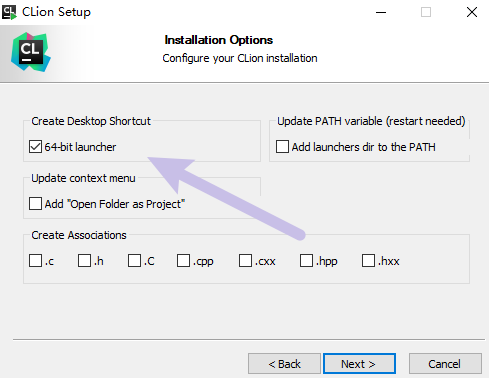 CLion Setup
CL
Installation Options
Configure your CLion installation
Create Desktop Shortcut
64-bit launcher
Update PATH variable (restart needed)
Add launchers dir to the PATH
Update context menu
Add "Open Folder as Project"
Create Associations
.c .h .C .cpp .cxx .hpp .hxx
< Back Next > Cancel